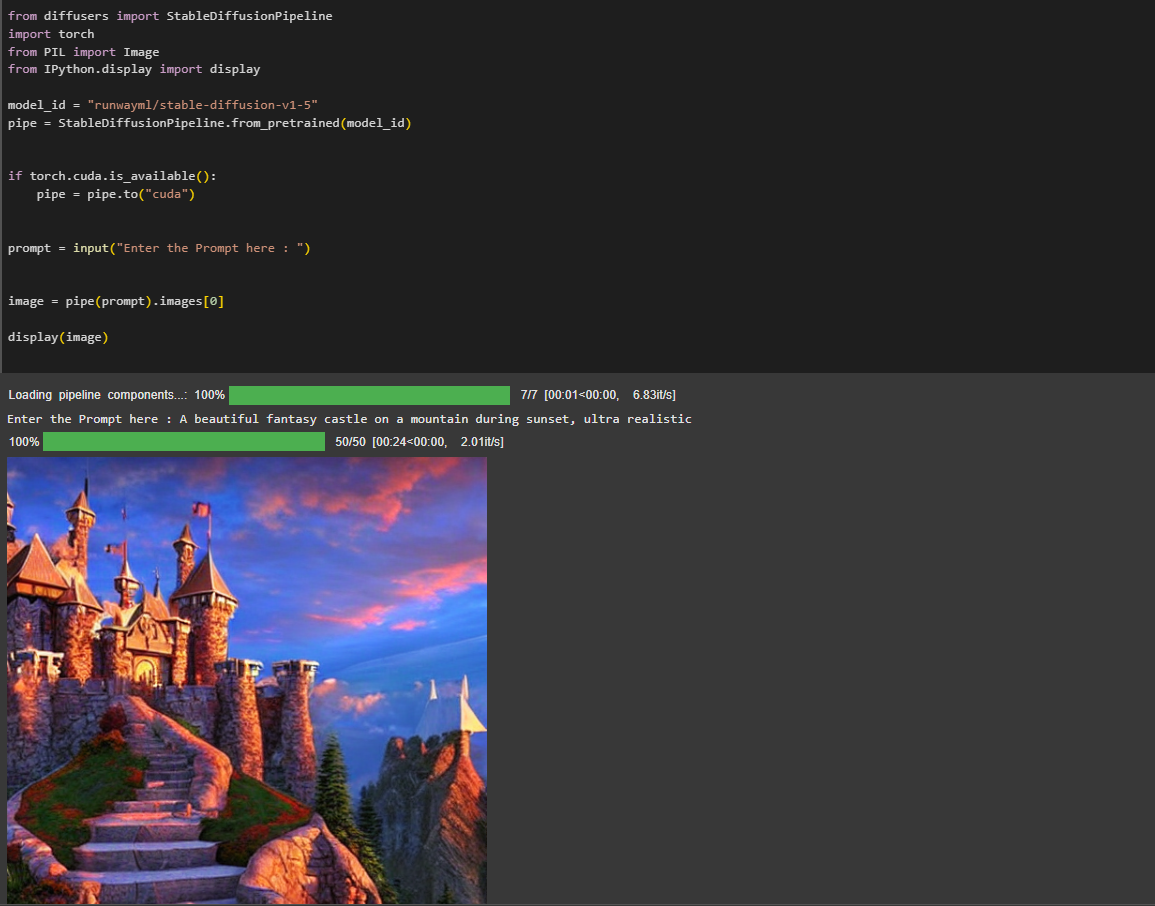 from diffusers import StableDiffusionPipeline
import torch
from PIL import Image
from IPython.display import display
model_id = "runwayml/stable-diffusion-v1-5"
pipe = StableDiffusionPipeline.from_pretrained(model_id)
if torch.cuda.is_available():
    pipe = pipe.to("cuda")
prompt = input("Enter the Prompt here : ")
image = pipe(prompt).images[0]
display(image)
Loading pipeline components...: 100% 7/7 [00:01<00:00, 6.83it/s]
Enter the Prompt here : A beautiful fantasy castle on a mountain during sunset, ultra realistic
100% 50/50 [00:24<00:00, 2.01it/s]